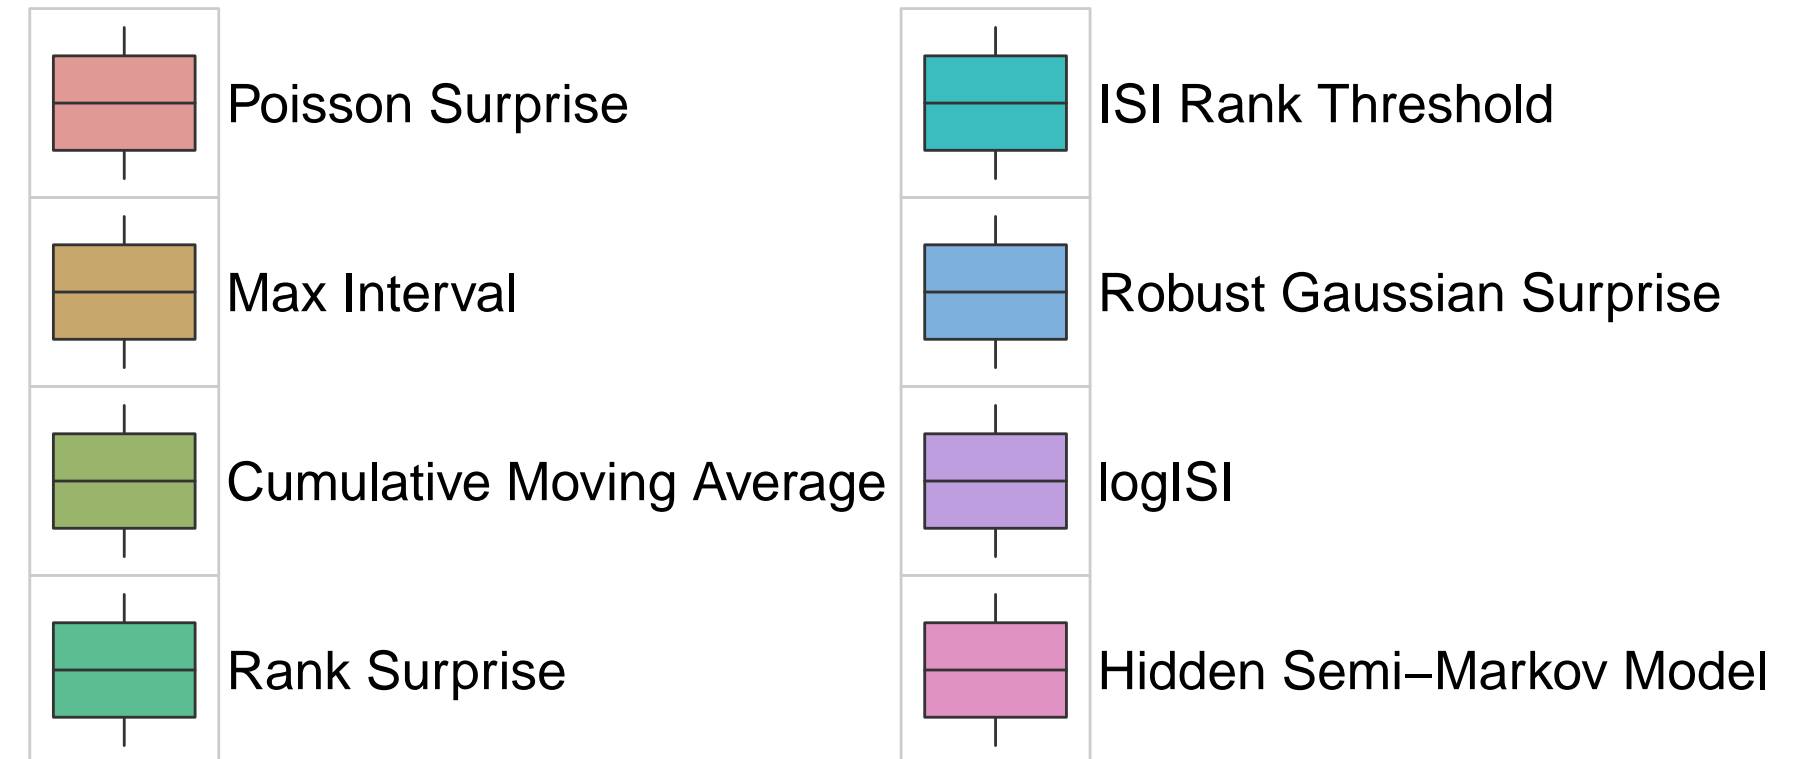 Poisson Surprise
Max Interval
Cumulative Moving Average
Rank Surprise
ISI Rank Threshold
Robust Gaussian Surprise
logISI
Hidden Semi−Markov Model